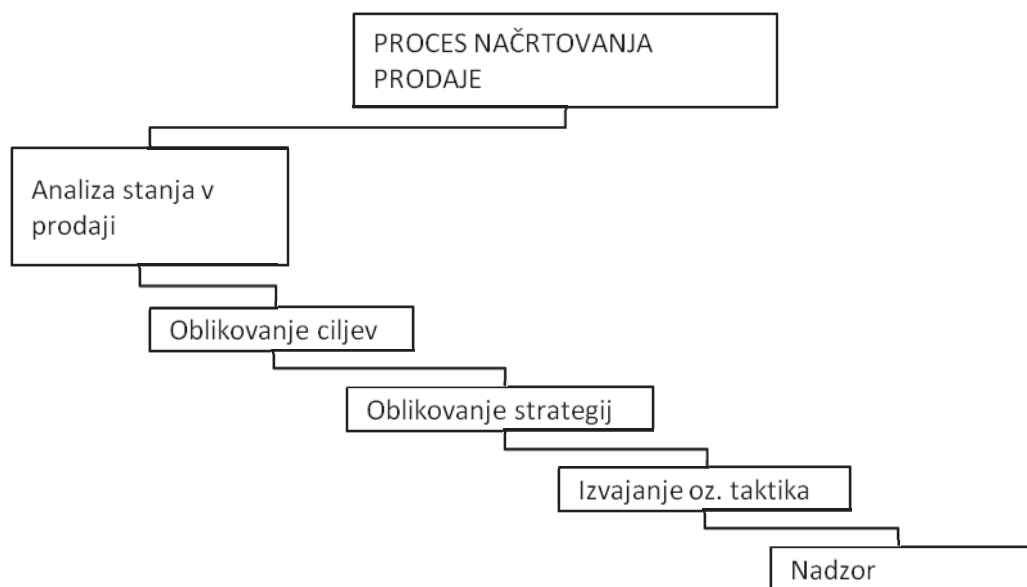 PROCES NAČRTOVANJA
PRODAJE
Analiza stanja v
prodaji
Oblikovanje ciljev
Oblikovanje strategij
Izvajanje oz. taktika
Nadzor